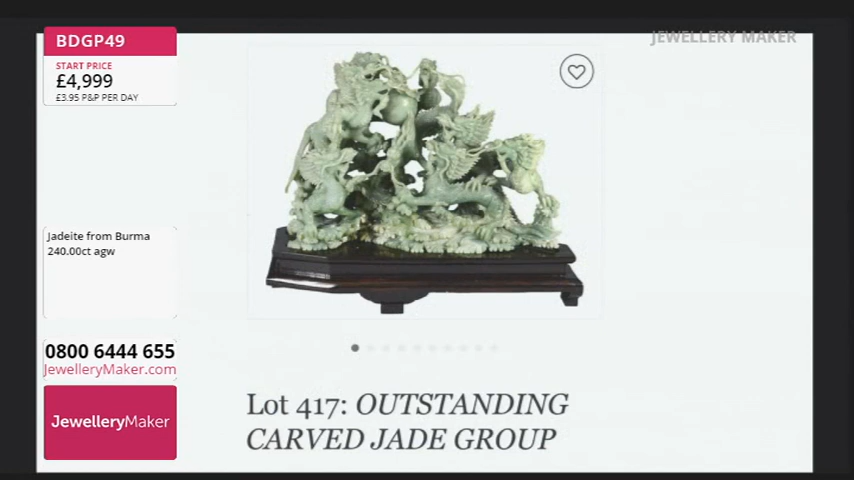 JEWELLERY MAKER
BDGP49
START PRICE
£4,999
£3.95 P&P PER DAY
Jadeite from Burma
240.00ct agw
0800 6444 655
JewelleryMaker.com
JewelleryMaker
Lot 417: OUTSTANDING
CARVED JADE GROUP